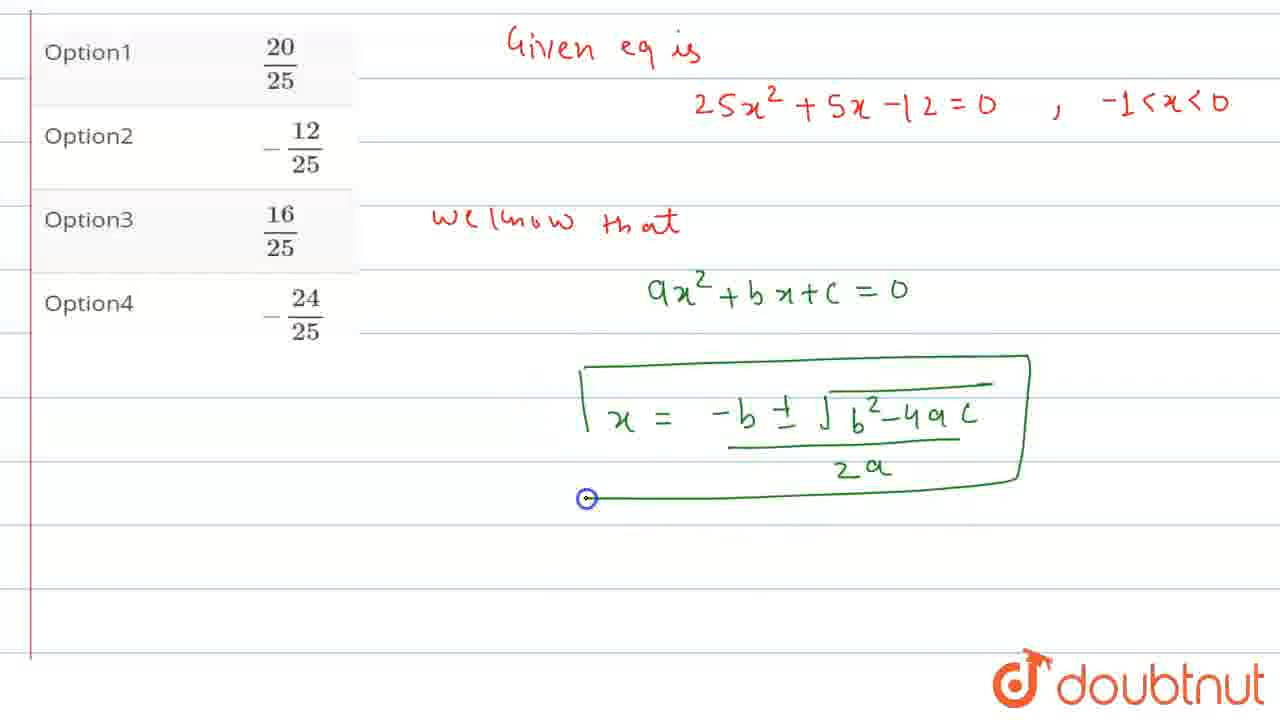 Option1 20/25
Option2 -12/25
Option3 16/25
Option4 -24/25
Given eq is
25x² + 5x - 12 = 0 , -1 < x < 0
we know that
ax² + bx + c = 0
x = -b ± √b² - 4ac / 2a
doubtnut